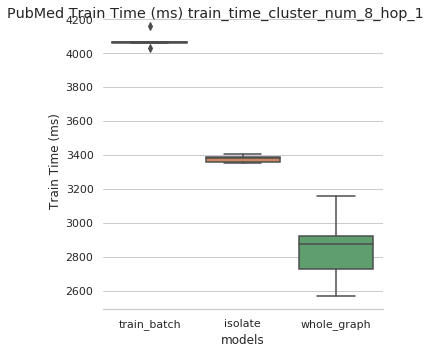 PubMed Train Time (ms) train_time_cluster_num_8_hop_1
4200
4000
3800
3600
3400
3200
3000
2800
2600
Train Time (ms)
train_batch isolate whole_graph
models